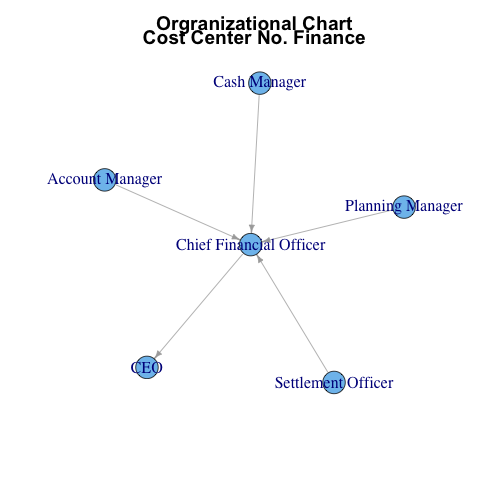 Orgranizational Chart
Cost Center No. Finance
Cash Manager
Account Manager
Planning Manager
Chief Financial Officer
CEO
Settlement Officer